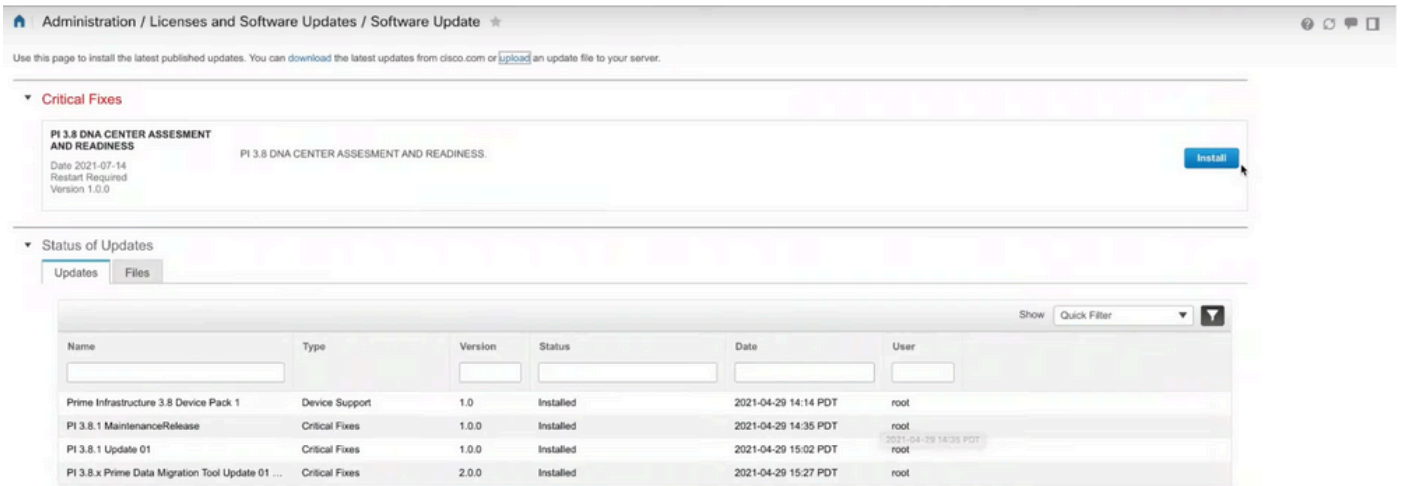 Administration / Licenses and Software Updates / Software Update
Use this page to install the latest published updates. You can download the latest updates from cisco.com or upload an update file to your server.
Critical Fixes
PI 3.8 DNA CENTER ASSESMENT
AND READINESS
PI 3.8 DNA CENTER ASSESMENT AND READINESS.
Date 2021-07-14
Restart Required
Version 1.0.0
Install
Status of Updates
Updates Files
Show Quick Filter
Name Type Version Status Date User
Prime Infrastructure 3.8 Device Pack 1 Device Support 1.0 Installed 2021-04-29 14:14 PDT root
PI 3.8.1 MaintenanceRelease Critical Fixes 1.0.0 Installed 2021-04-29 14:35 PDT root
2021-04-29 14:35 PDT
PI 3.8.1 Update 01 Critical Fixes 1.0.0 Installed 2021-04-29 15:02 PDT root
PI 3.8.x Prime Data Migration Tool Update 01 ... Critical Fixes 2.0.0 Installed 2021-04-29 15:27 PDT root